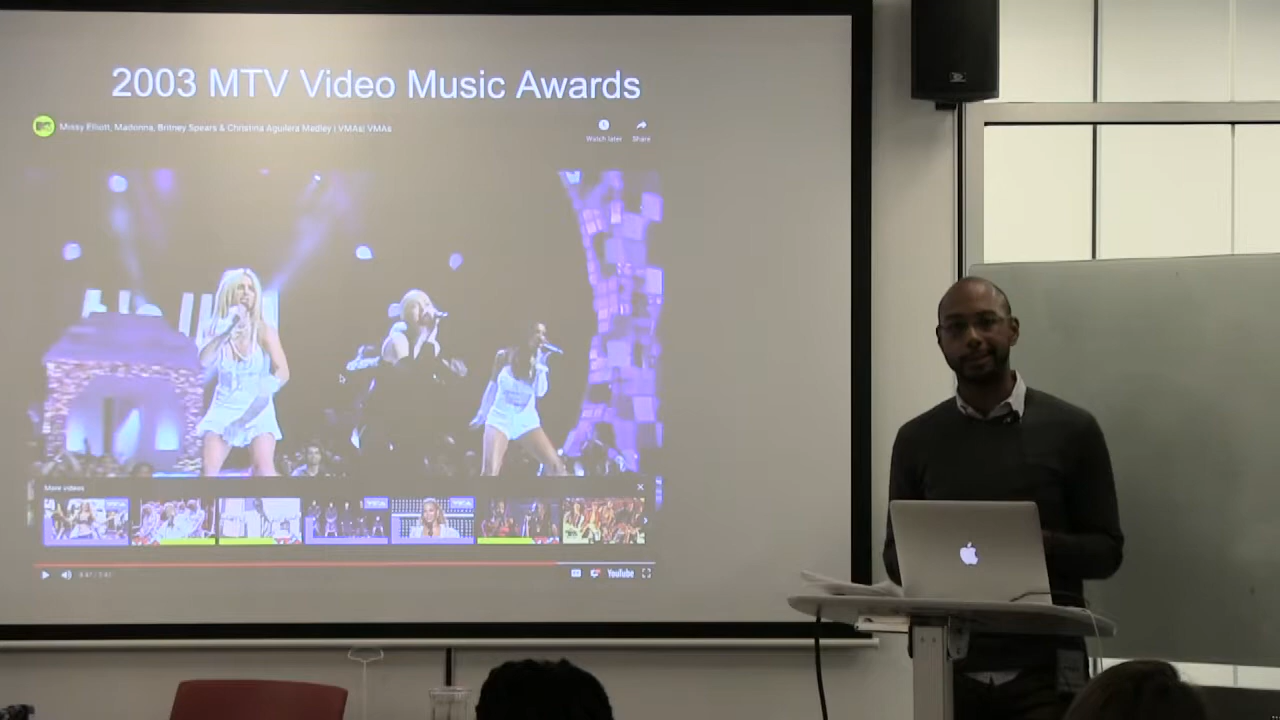 2003 MTV Video Music Awards
Missy Elliott, Madonna, Britney Spears & Christina Aguilera Medley | VMAs| VMAs
Watch later
Share
More videos
YouTube